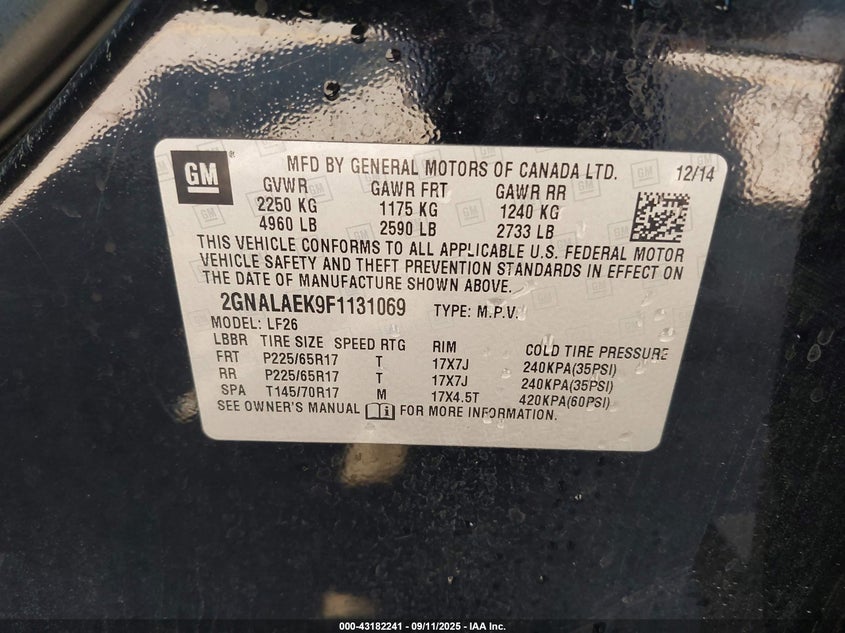 GM ® MFD BY GENERAL MOTORS OF CANADA LTD. 12/14
GVWR GAWR FRT GAWR RR
2250 KG 1175 KG 1240 KG
4960 LB 2590 LB 2733 LB
THIS VEHICLE CONFORMS TO ALL APPLICABLE U.S. FEDERAL MOTOR
VEHICLE SAFETY AND THEFT PREVENTION STANDARDS IN EFFECT ON
THE DATE OF MANUFACTURE SHOWN ABOVE.
2GNALAEK9F1131069 TYPE: M.P.V.
MODEL: LF26
LBBR TIRE SIZE SPEED RTG RIM COLD TIRE PRESSURE
FRT P225/65R17 T 17X7J 240KPA(35PSI)
RR P225/65R17 T 17X7J 240KPA(35PSI)
SPA T145/70R17 M 17X4.5T 420KPA(60PSI)
SEE OWNER'S MANUAL FOR MORE INFORMATION.
000-43182241 - 09/11/2025 - IAA Inc.